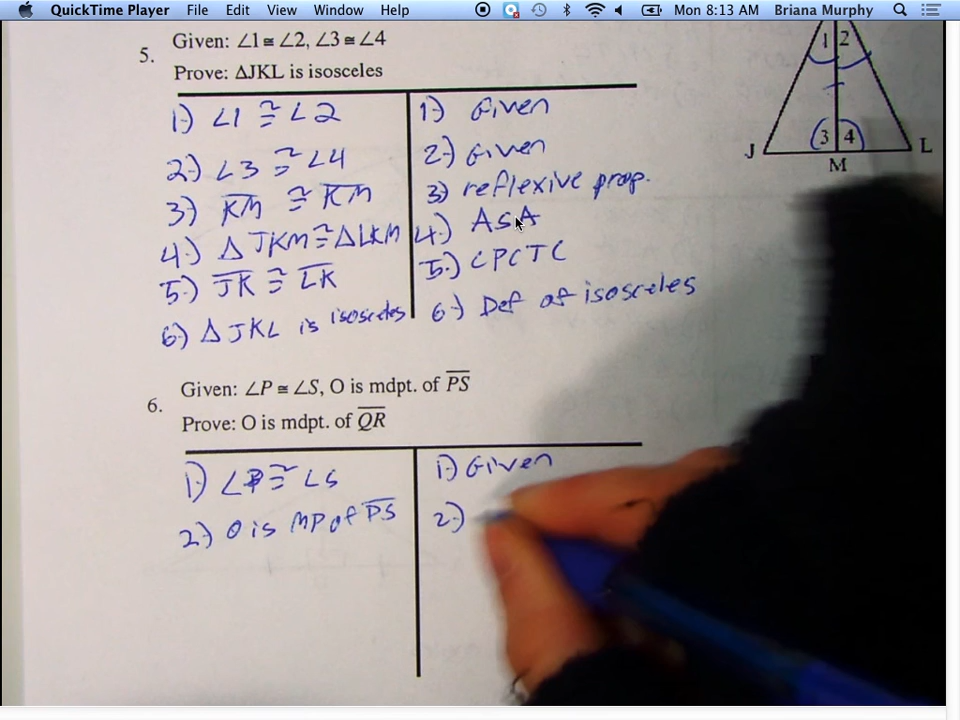 QuickTime Player File Edit View Window Help Mon 8:13 AM Briana Murphy
5. Given: ∠1 ≅ ∠2, ∠3 ≅ ∠4
Prove: ΔJKL is isosceles
1) ∠1 ≅ ∠2 1) Given
2) ∠3 ≅ ∠4 2) Given
3) KM ≅ KM 3) reflexive prop.
4) Δ JKM ≅ Δ LKM 4) ASA
5) JK ≅ LK 5) CPCTC
6) Δ JKL is isosceles 6) Def of isosceles
1 2
3 4
J L
M
6. Given: ∠P ≅ ∠S, O is mdpt. of PS
Prove: O is mdpt. of QR
1) ∠P ≅ ∠S 1) Given
2) O is MP of PS 2)